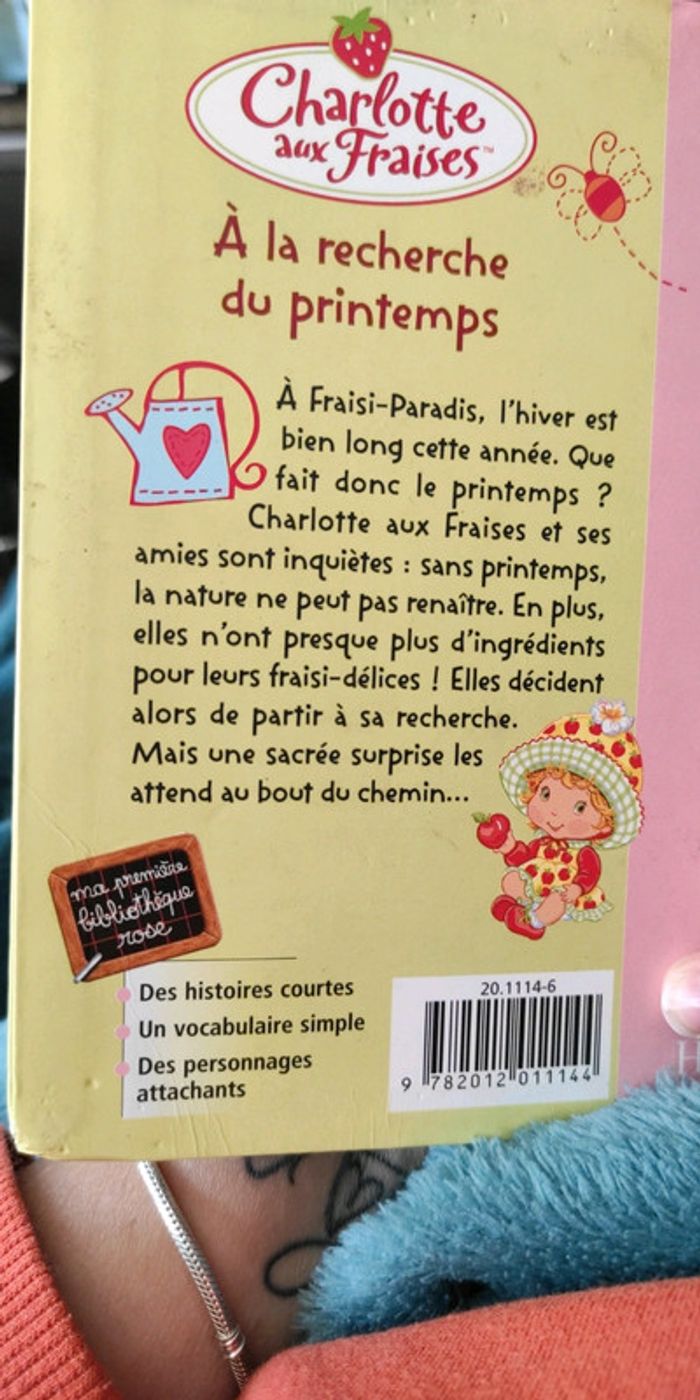 Charlotte
aux Fraises™
À la recherche
du printemps
À Fraisi-Paradis, l'hiver est
bien long cette année. Que
fait donc le printemps ?
Charlotte aux Fraises et ses
amies sont inquiètes : sans printemps,
la nature ne peut pas renaître. En plus,
elles n'ont presque plus d'ingrédients
pour leurs fraisi-délices ! Elles décident
alors de partir à sa recherche.
Mais une sacrée surprise les
attend au bout du chemin...
ma première
bibliothèque
rose
Des histoires courtes
Un vocabulaire simple
Des personnages
attachants
20.1114-6
9 782012 011144